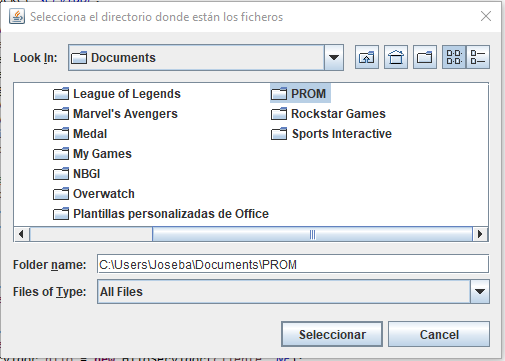 Selecciona el directorio donde están los ficheros
Look In: Documents
League of Legends
Marvel's Avengers
Medal
My Games
NBGI
Overwatch
Plantillas personalizadas de Office
PROM
Rockstar Games
Sports Interactive
Folder name: C:\Users\Joseba\Documents\PROM
Files of Type: All Files
Seleccionar Cancel